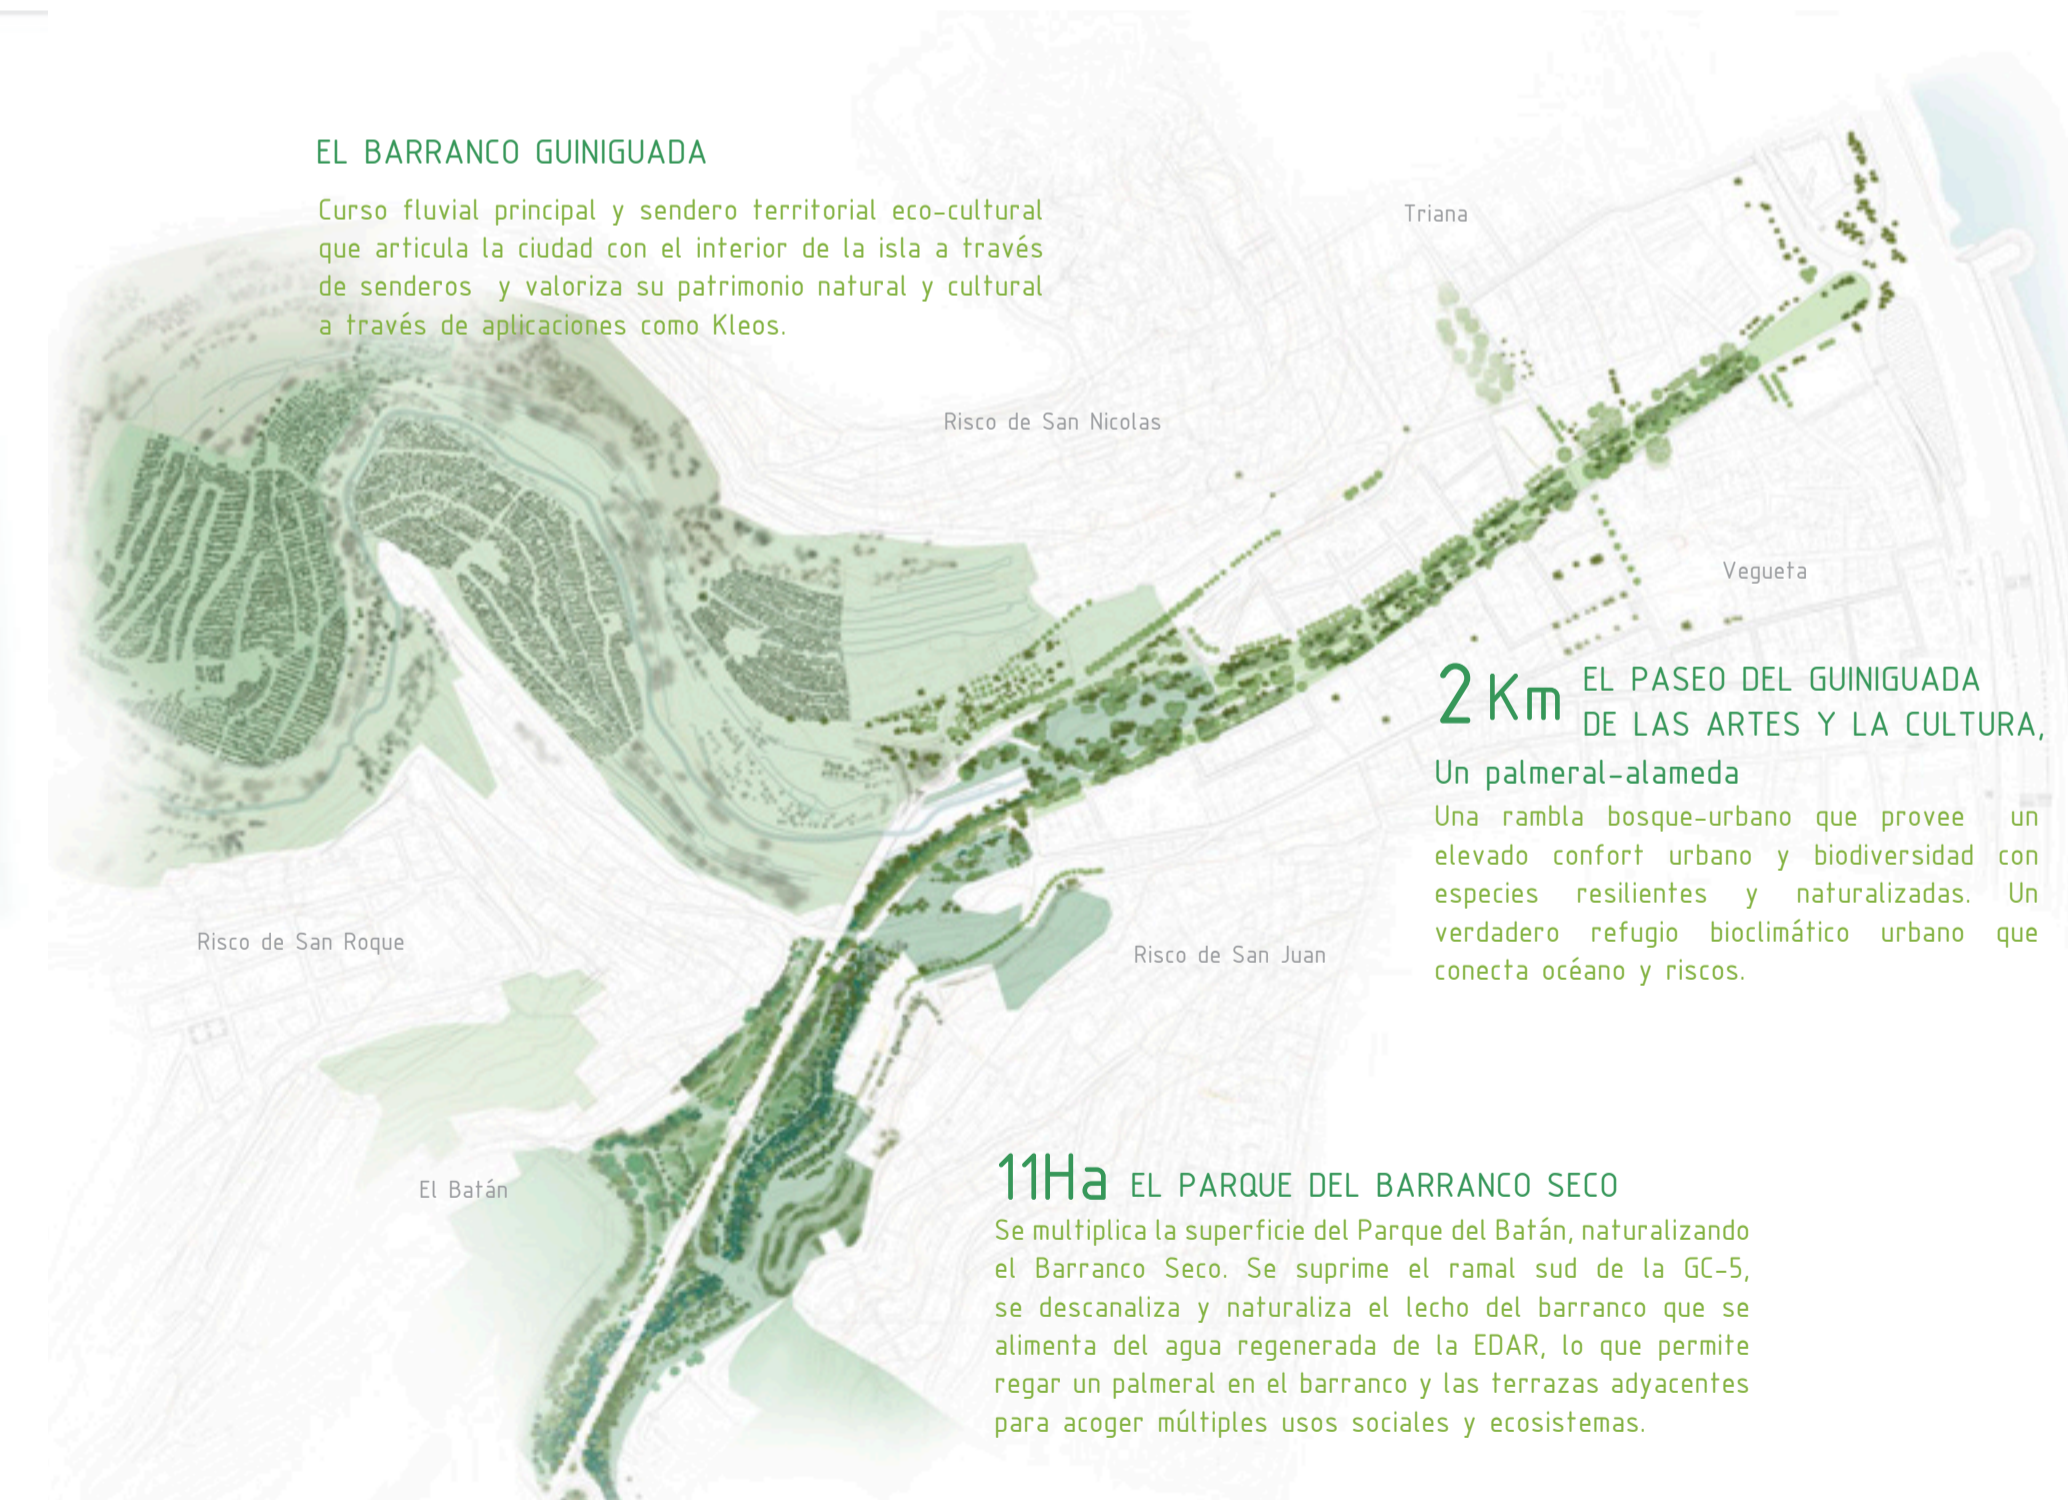 EL BARRANCO GUINIGUADA
Curso fluvial principal y sendero territorial eco-cultural
que articula la ciudad con el interior de la isla a través
de senderos y valoriza su patrimonio natural y cultural
a través de aplicaciones como Kleos.
Triana
Risco de San Nicolas
Vegueta
2 Km EL PASEO DEL GUINIGUADA
DE LAS ARTES Y LA CULTURA,
Un palmeral-alameda
Una rambla bosque-urbano que provee un
elevado confort urbano y biodiversidad con
especies resilientes y naturalizadas. Un
verdadero refugio bioclimático urbano que
conecta océano y riscos.
Risco de San Roque
Risco de San Juan
El Batán
11Ha EL PARQUE DEL BARRANCO SECO
Se multiplica la superficie del Parque del Batán, naturalizando
el Barranco Seco. Se suprime el ramal sud de la GC-5,
se descanaliza y naturaliza el lecho del barranco que se
alimenta del agua regenerada de la EDAR, lo que permite
regar un palmeral en el barranco y las terrazas adyacentes
para acoger múltiples usos sociales y ecosistemas.